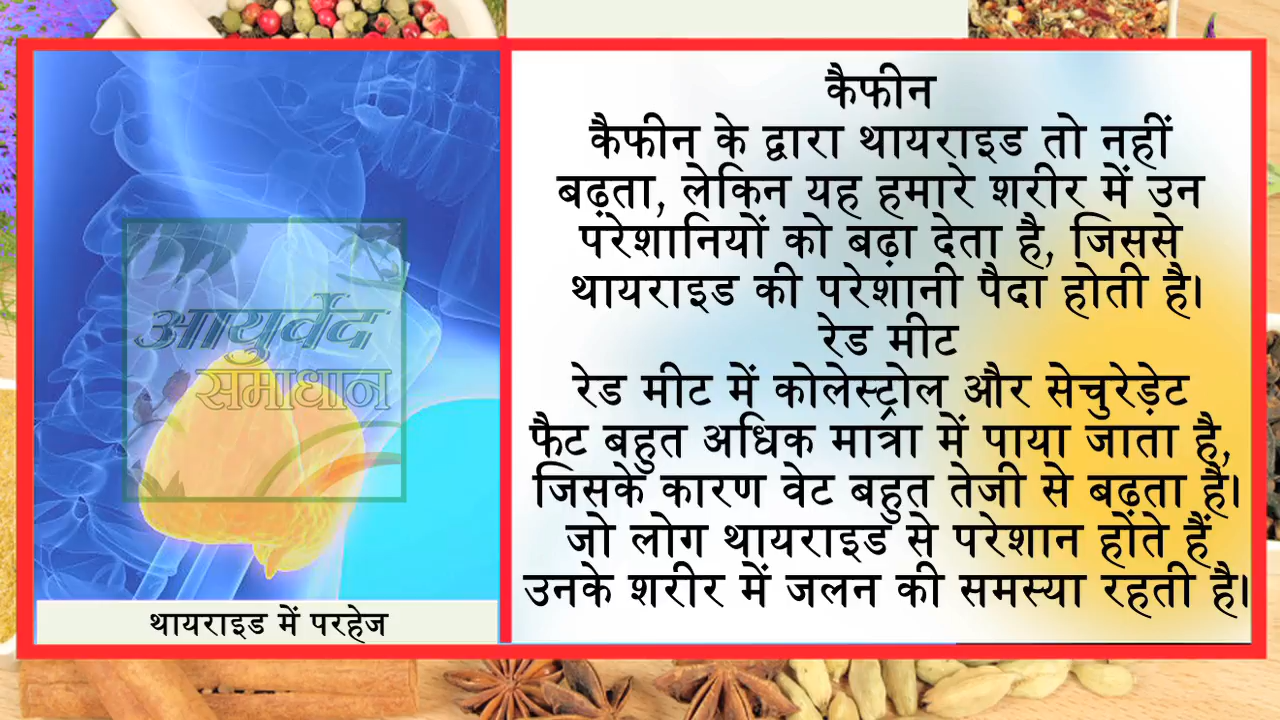 कैफीन
कैफीन के द्वारा थायराइड तो नहीं
बढ़ता, लेकिन यह हमारे शरीर में उन
परेशानियों को बढ़ा देता है, जिससे
थायराइड की परेशानी पैदा होती है।
रेड मीट
रेड मीट में कोलेस्ट्रोल और सेचुरेड़ेट
फैट बहुत अधिक मात्रा में पाया जाता है,
जिसके कारण वेट बहुत तेजी से बढ़ता है।
जो लोग थायराइड से परेशान होते हैं
उनके शरीर में जलन की समस्या रहती है।
आयुर्वेद
समाधान
थायराइड में परहेज